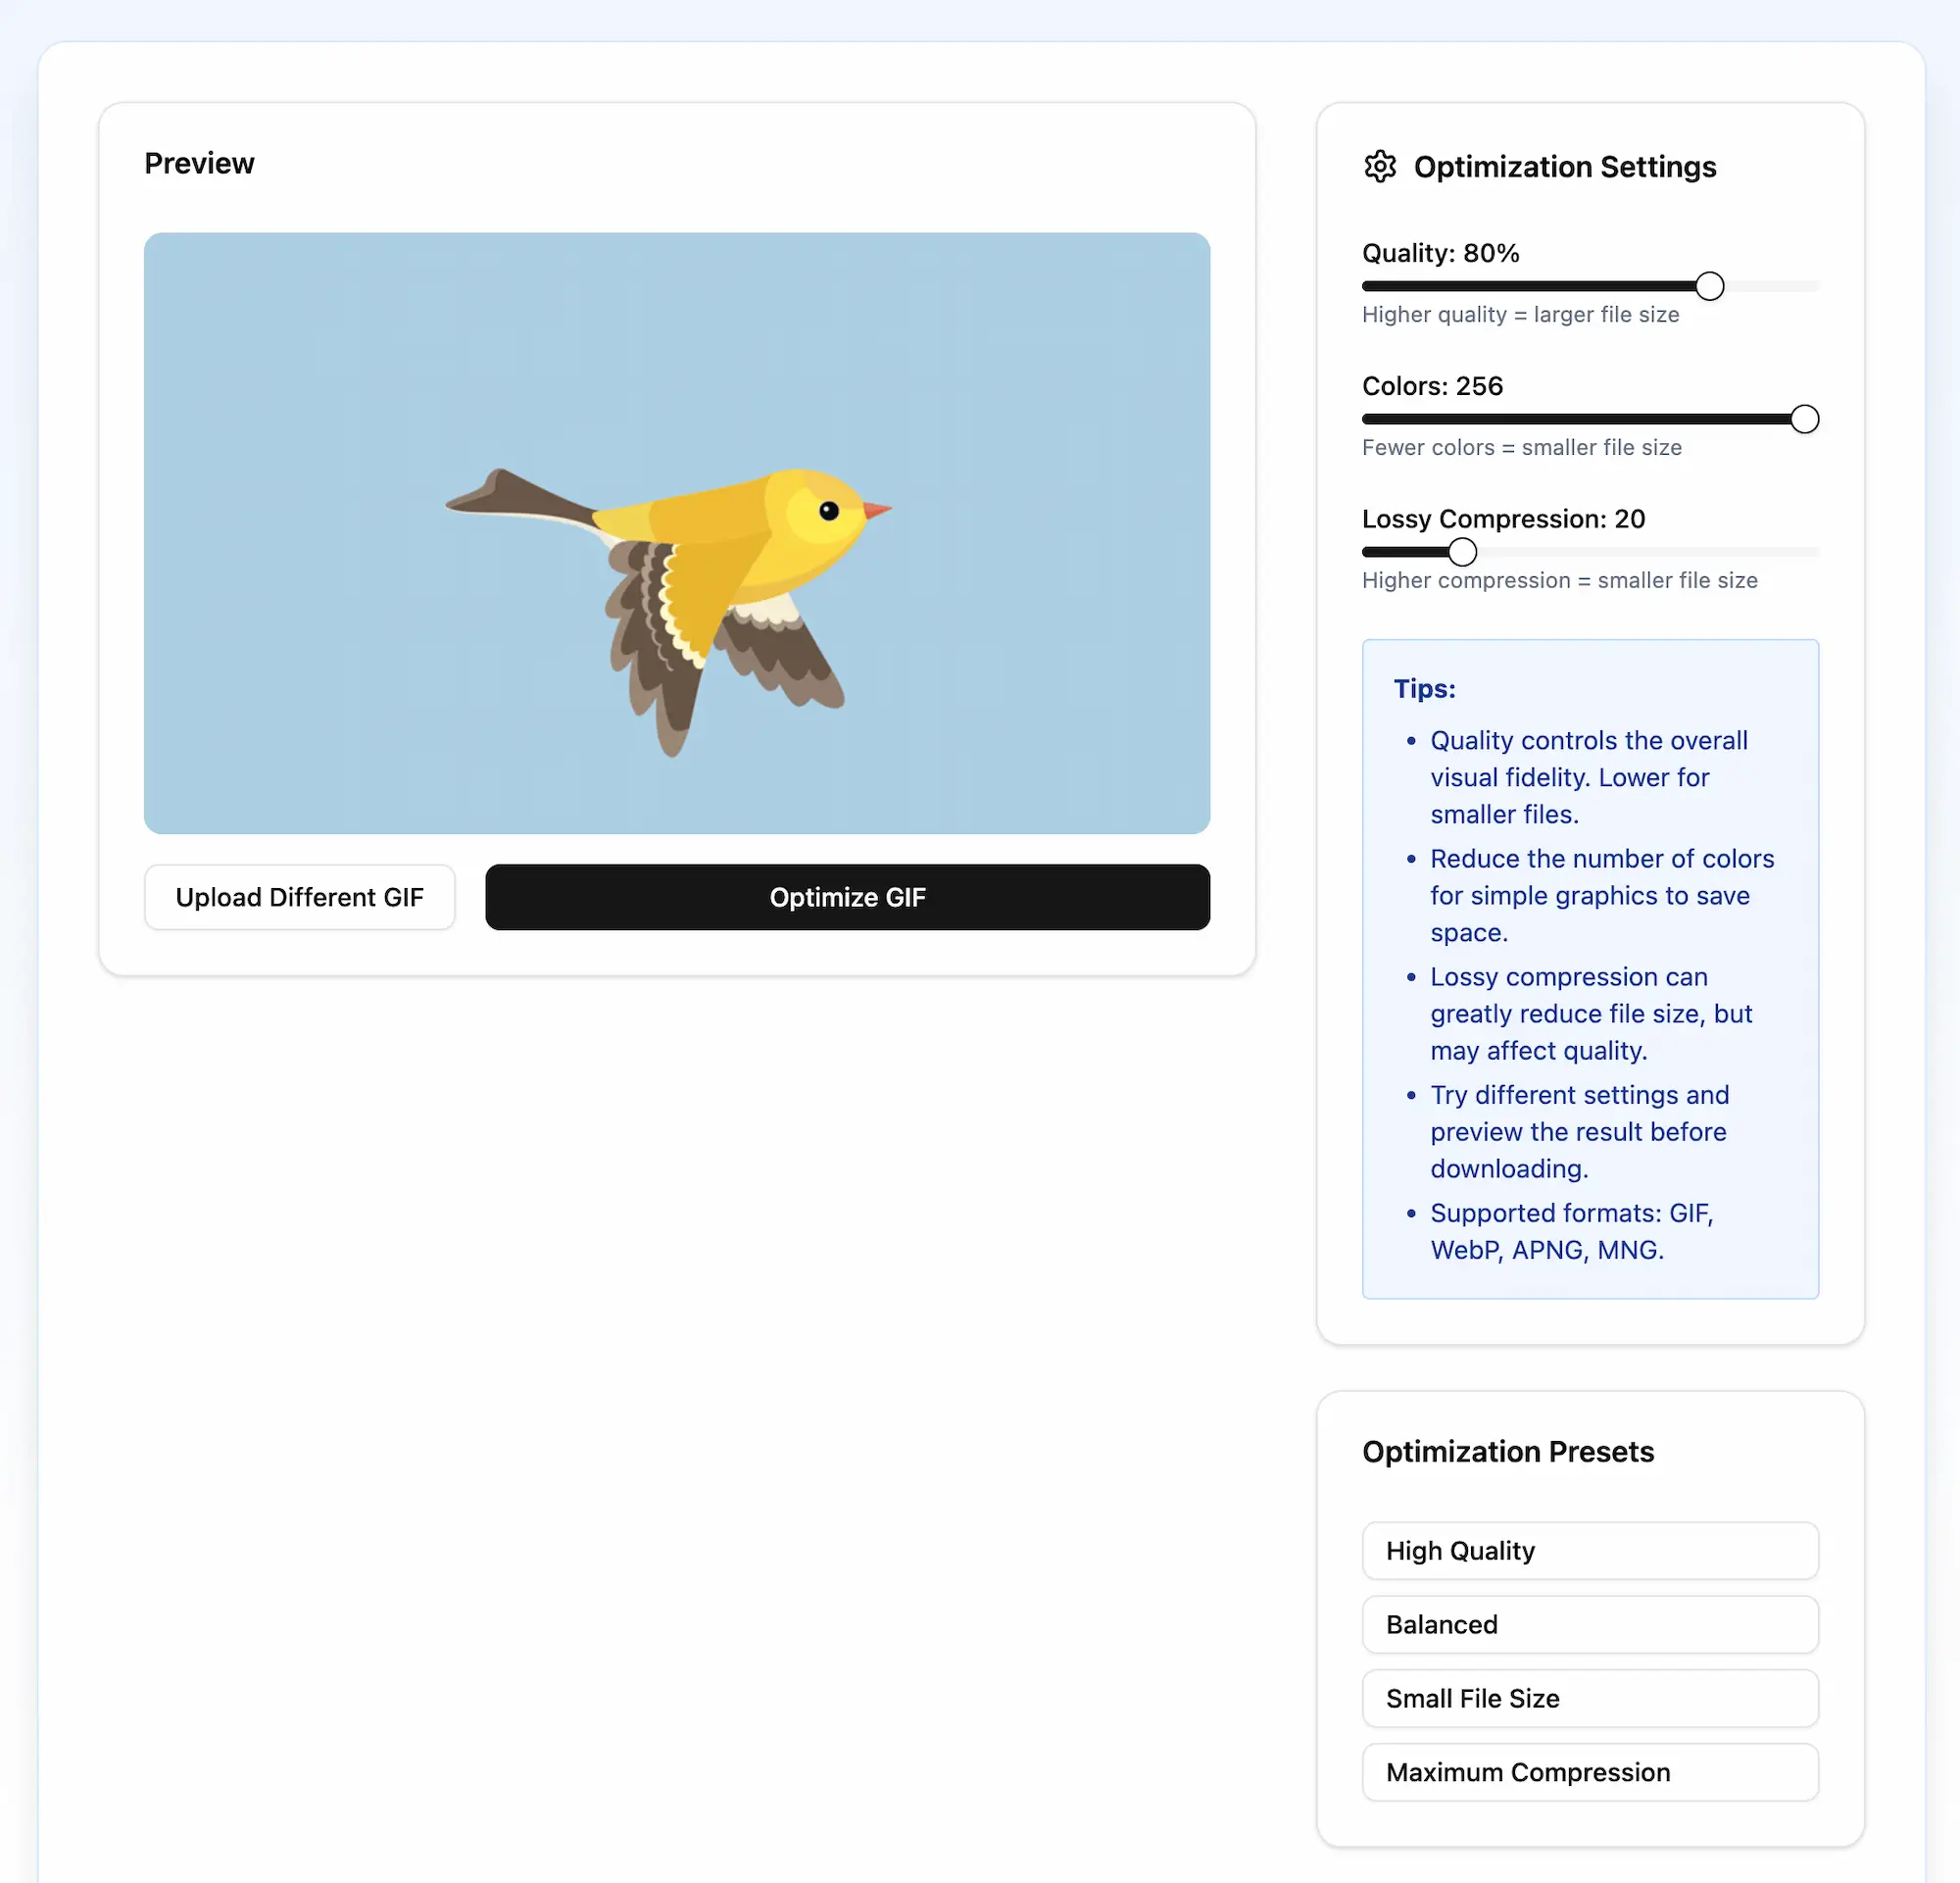 Preview
Upload Different GIF
Optimize GIF
Optimization Settings
Quality: 80%
Higher quality = larger file size
Colors: 256
Fewer colors = smaller file size
Lossy Compression: 20
Higher compression = smaller file size
Tips:
• Quality controls the overall
visual fidelity. Lower for
smaller files.
• Reduce the number of colors
for simple graphics to save
space.
• Lossy compression can
greatly reduce file size, but
may affect quality.
• Try different settings and
preview the result before
downloading.
• Supported formats: GIF,
WebP, APNG, MNG.
Optimization Presets
High Quality
Balanced
Small File Size
Maximum Compression